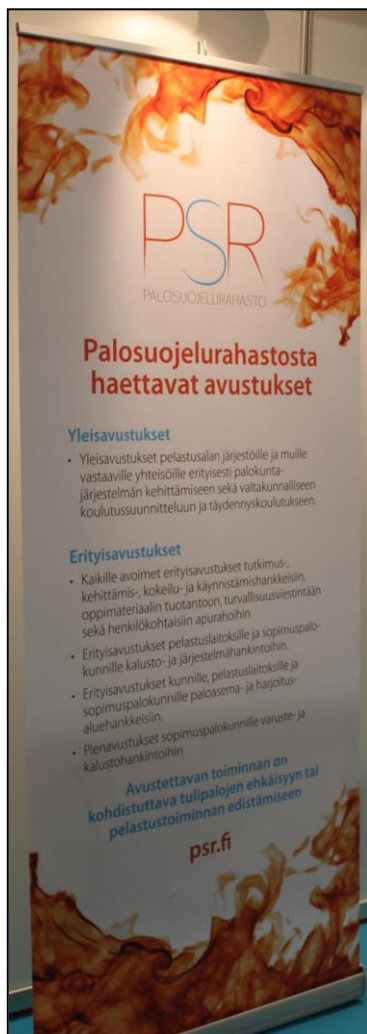 PSR
PALOSUOJELURAHASTO
Palosuojelurahastosta
haettavat avustukset
Yleisavustukset
• Yleisavustukset pelastusalan järjestöille ja muille
vastaaville yhteisöille erityisesti palokunta-
järjestelmän kehittämiseen sekä valtakunnalliseen
koulutussuunnitteluun ja täydennyskoulutukseen.
Erityisavustukset
• Kaikille avoimet erityisavustukset tutkimus-,
kehittämis-, kokeilu- ja käynnistämishankkeisiin,
oppimateriaalin tuotantoon, turvallisuusviestintään
sekä henkilökohtaisiin apurahoihin
• Erityisavustukset pelastuslaitoksille ja sopimuspalo-
kunnille kalusto- ja järjestelmähankintoihin.
• Erityisavustukset kunnille, pelastuslaitoksille ja
sopimuspalokunnille paloasema- ja harjoitus-
aluehankkeisiin.
• Pienavustukset sopimuspalokunnille varuste- ja
kalustohankintoihin
Avustettavan toiminnan on
kohdistuttava tulipalojen ehkäisyyn tai
pelastustoiminnan edistämiseen
psr.fi